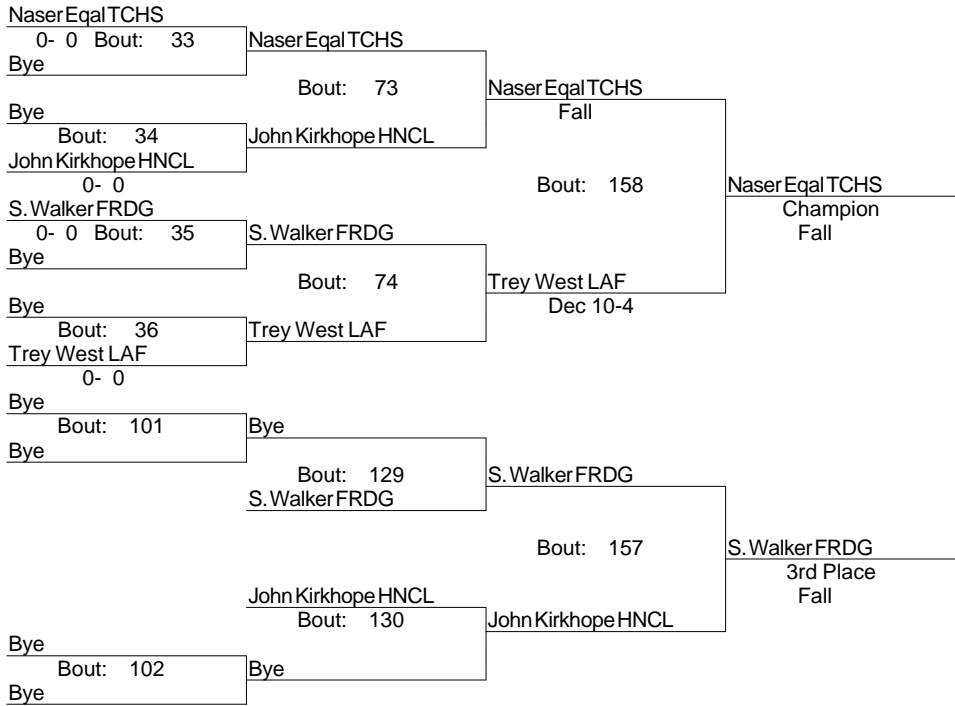 Naser Eqal TCHS
0- 0 Bout: 33
Naser Eqal TCHS
Bye
Bout: 73
Naser Eqal TCHS
Bye
Fall
Bout: 34
John Kirkhope HNCL
John Kirkhope HNCL
0- 0
Bout: 158
Naser Eqal TCHS
S. Walker FRDG
Champion
0- 0 Bout: 35
S. Walker FRDG
Fall
Bye
Bout: 74
Trey West LAF
Bye
Dec 10-4
Bout: 36
Trey West LAF
Trey West LAF
0- 0
Bye
Bout: 101
Bye
Bye
Bout: 129
S. Walker FRDG
S. Walker FRDG
Bout: 157
S. Walker FRDG
3rd Place
John Kirkhope HNCL
Fall
Bout: 130
John Kirkhope HNCL
Bye
Bout: 102
Bye
Bye